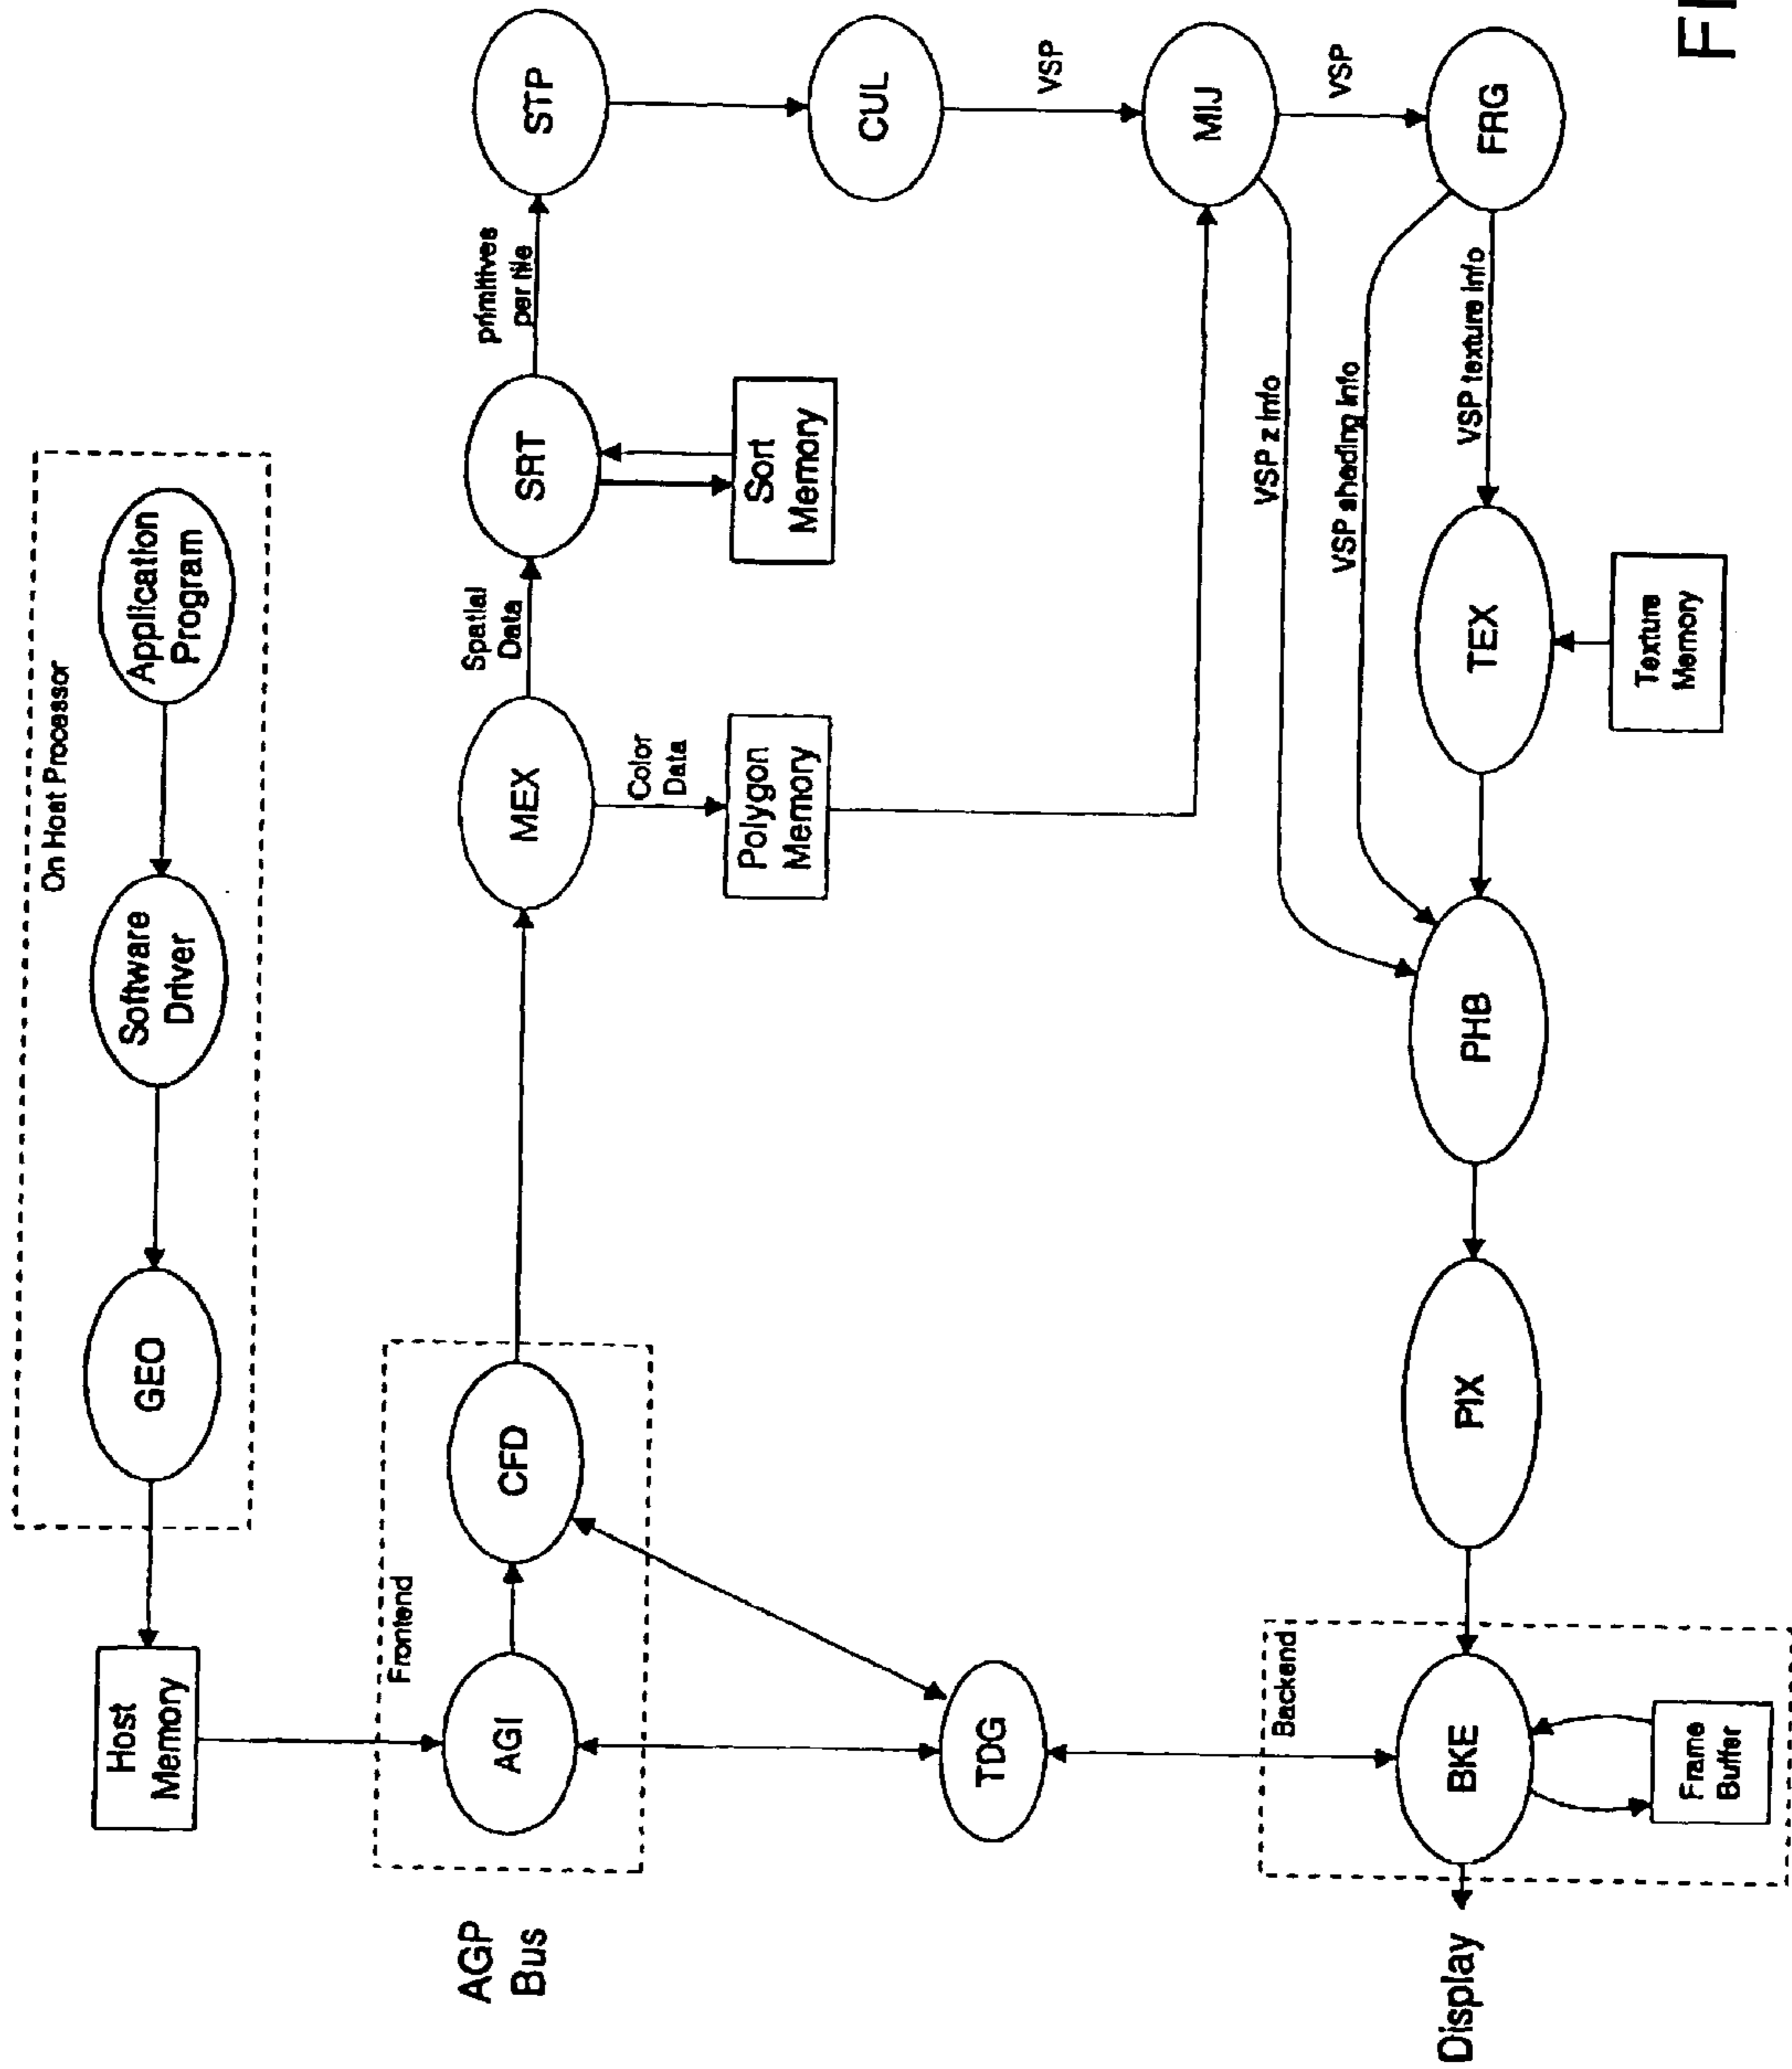 On Host Processor
Application
Program
Software
Driver
GEO
Host
Memory
AGP
Bus
Frontend
AGI
CFD
MEX
Spatial
Data
SRT
primitives
per tile
STP
Color
Data
Polygon
Memory
Sort
Memory
CUL
VSP
MIJ
VSP
FRG
VSP z info
VSP shading info
VSP texture info
TEX
Texture
Memory
PHB
PIX
TDG
Backend
BKE
Frame
Buffer
Display